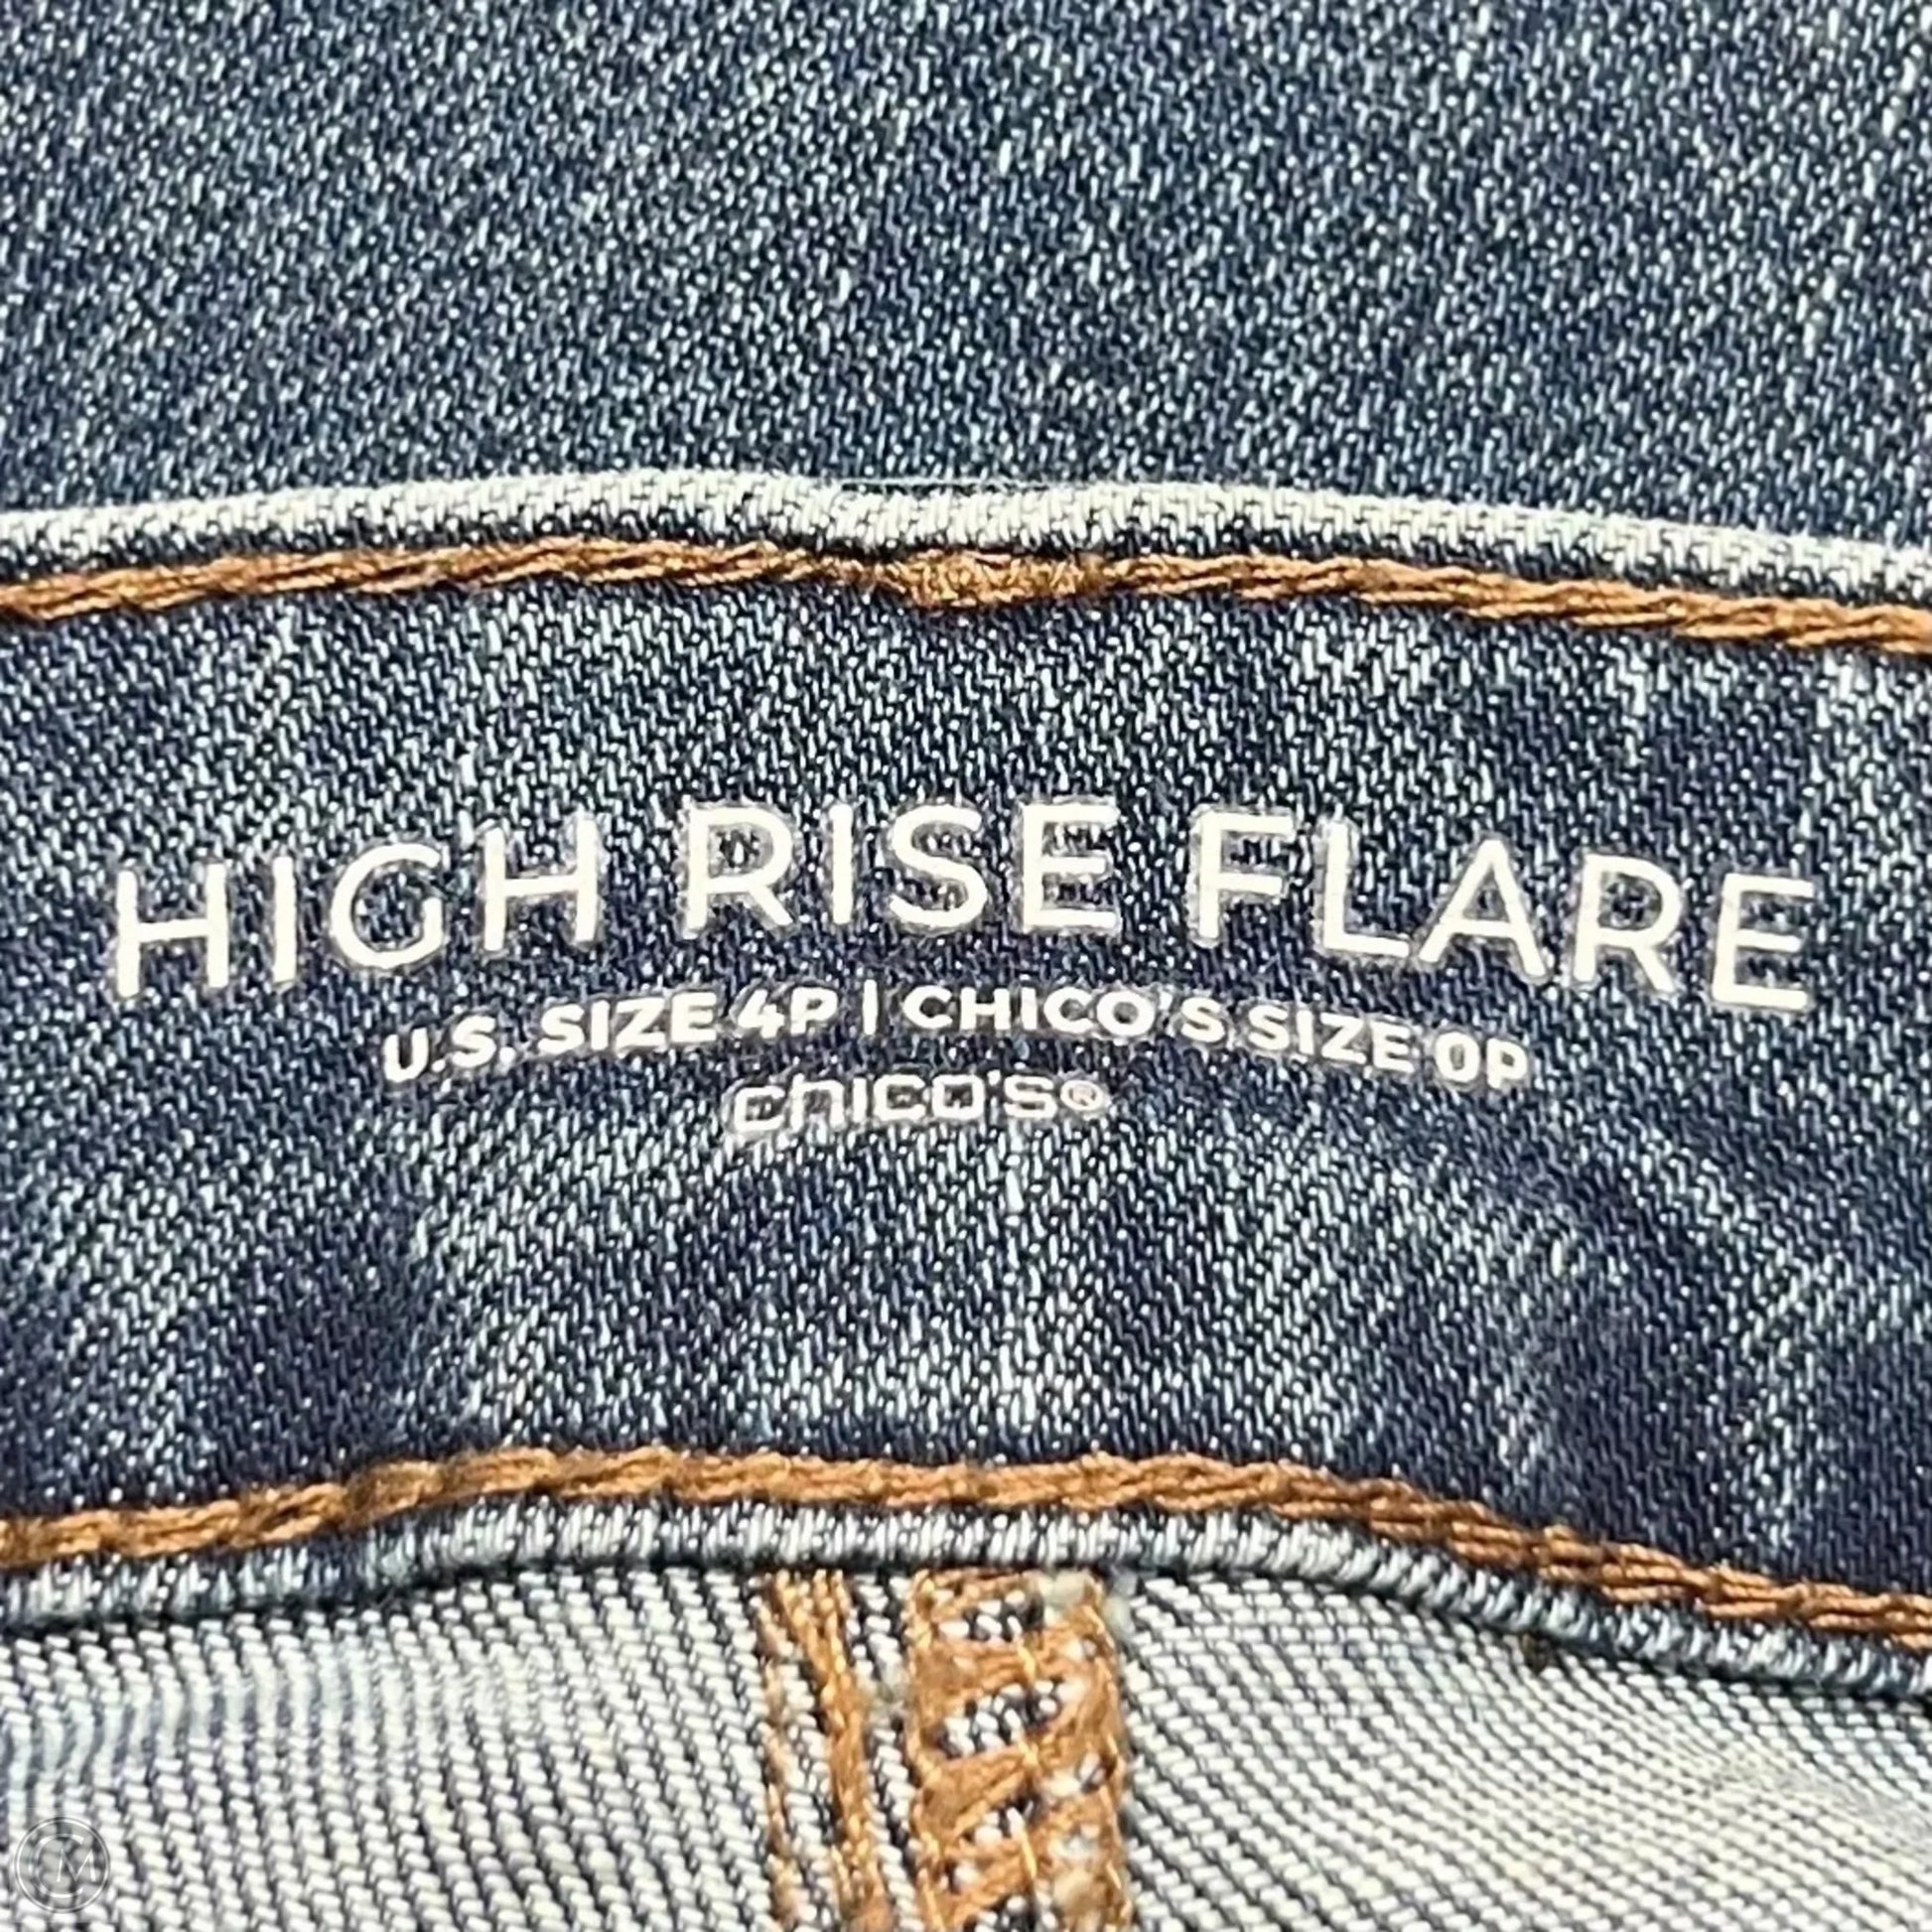 HIGH RISE FLARE
U.S. SIZE 4P | CHICO'S SIZE 0P
chico's®